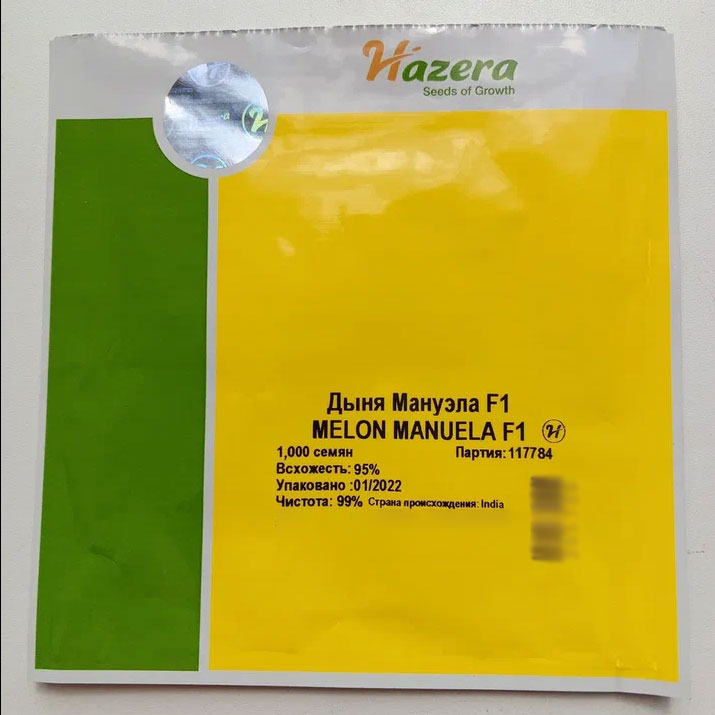 Hazera
Seeds of Growth
Дыня Мануэла F1
MELON MANUELA F1
1,000 семян Партия: 117784
Всхожесть: 95%
Упаковано :01/2022
Чистота: 99% Страна происхождения: India